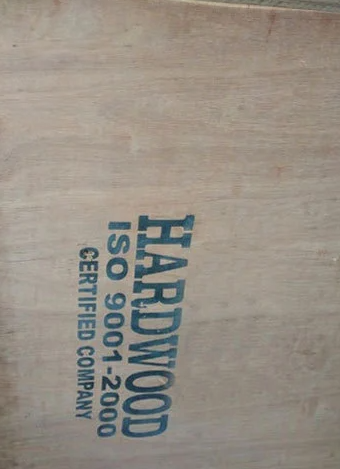 HARDWOOD
ISO 9001-2000
CERTIFIED COMPANY